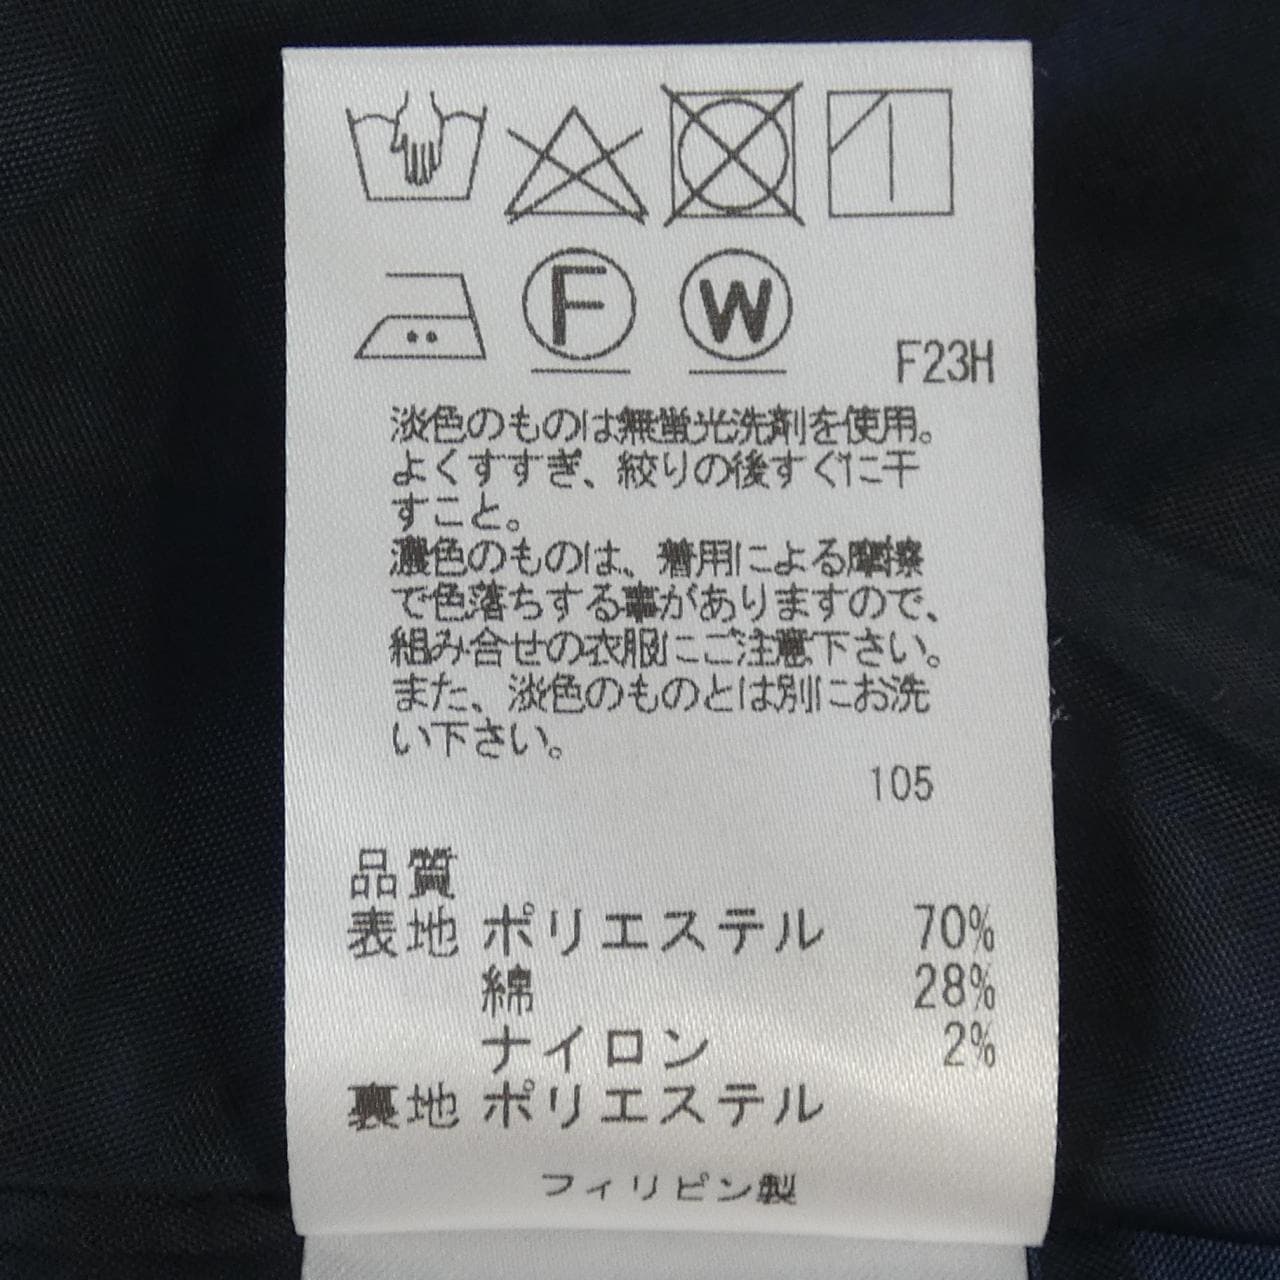 F W
F23H
淡色のものは無蛍光洗剤を使用。
よくすすぎ、絞りの後すぐに干
すこと。
濃色のものは、着用による摩擦
で色落ちする事がありますので、
組み合せの衣服にご注意下さい。
また、淡色のものとは別にお洗
い下さい。
105
品質
表地 ポリエステル 70%
綿 28%
ナイロン 2%
裏地 ポリエステル
フィリピン製